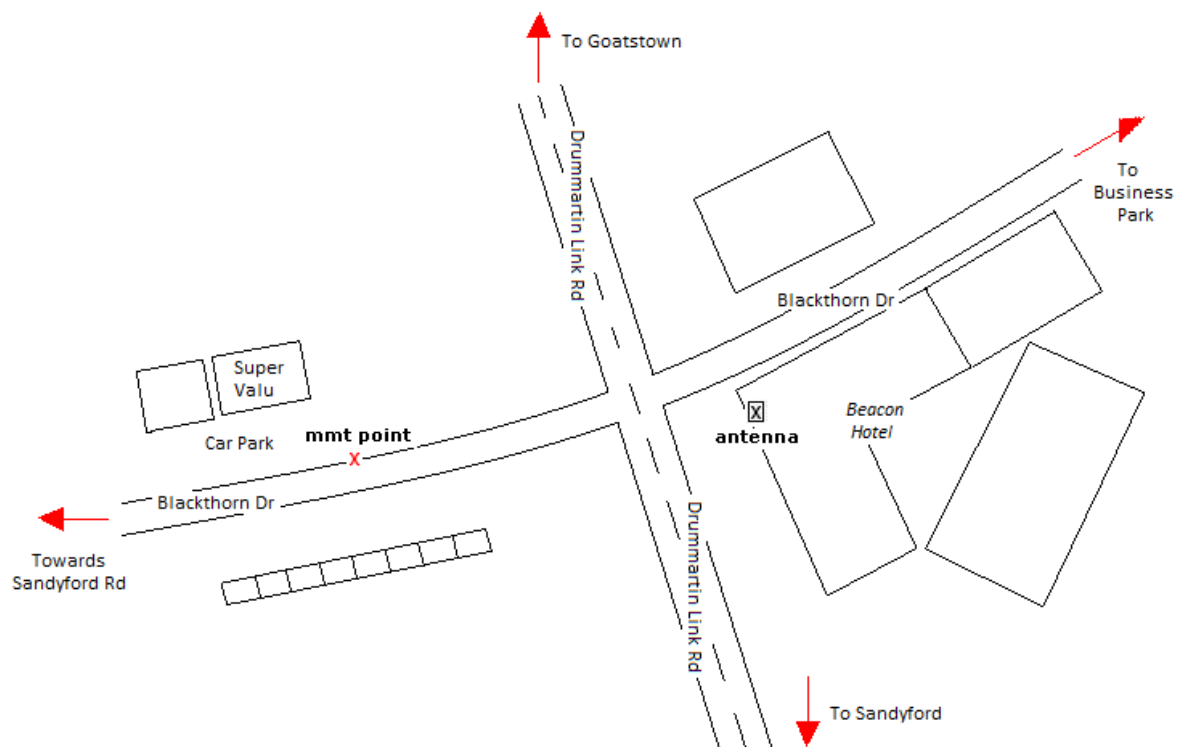 To Goatstown
Drummartin Link Rd
To
Business
Park
Blackthorn Dr
Super
Valu
Car Park
mmt point
X
X
antenna
Beacon
Hotel
Blackthorn Dr
Towards
Sandyford Rd
Drummartin Link Rd
To Sandyford